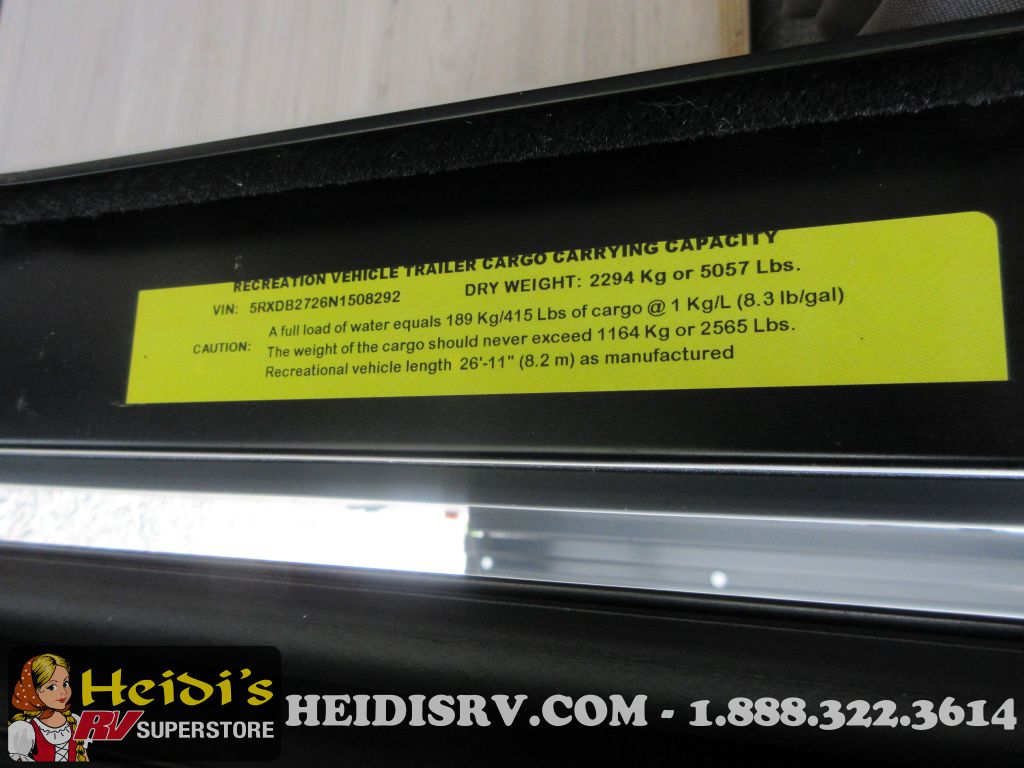 RECREATION VEHICLE TRAILER CARGO CARRYING CAPACITY
VIN: 5RXDB2726N1508292 DRY WEIGHT: 2294 Kg or 5057 Lbs.
A full load of water equals 189 Kg/415 Lbs of cargo @ 1 Kg/L (8.3 lb/gal)
CAUTION: The weight of the cargo should never exceed 1164 Kg or 2565 Lbs.
Recreational vehicle length 26'-11" (8.2 m) as manufactured
Heidi's
RV SUPERSTORE
HEIDISRV.COM - 1.888.322.3614